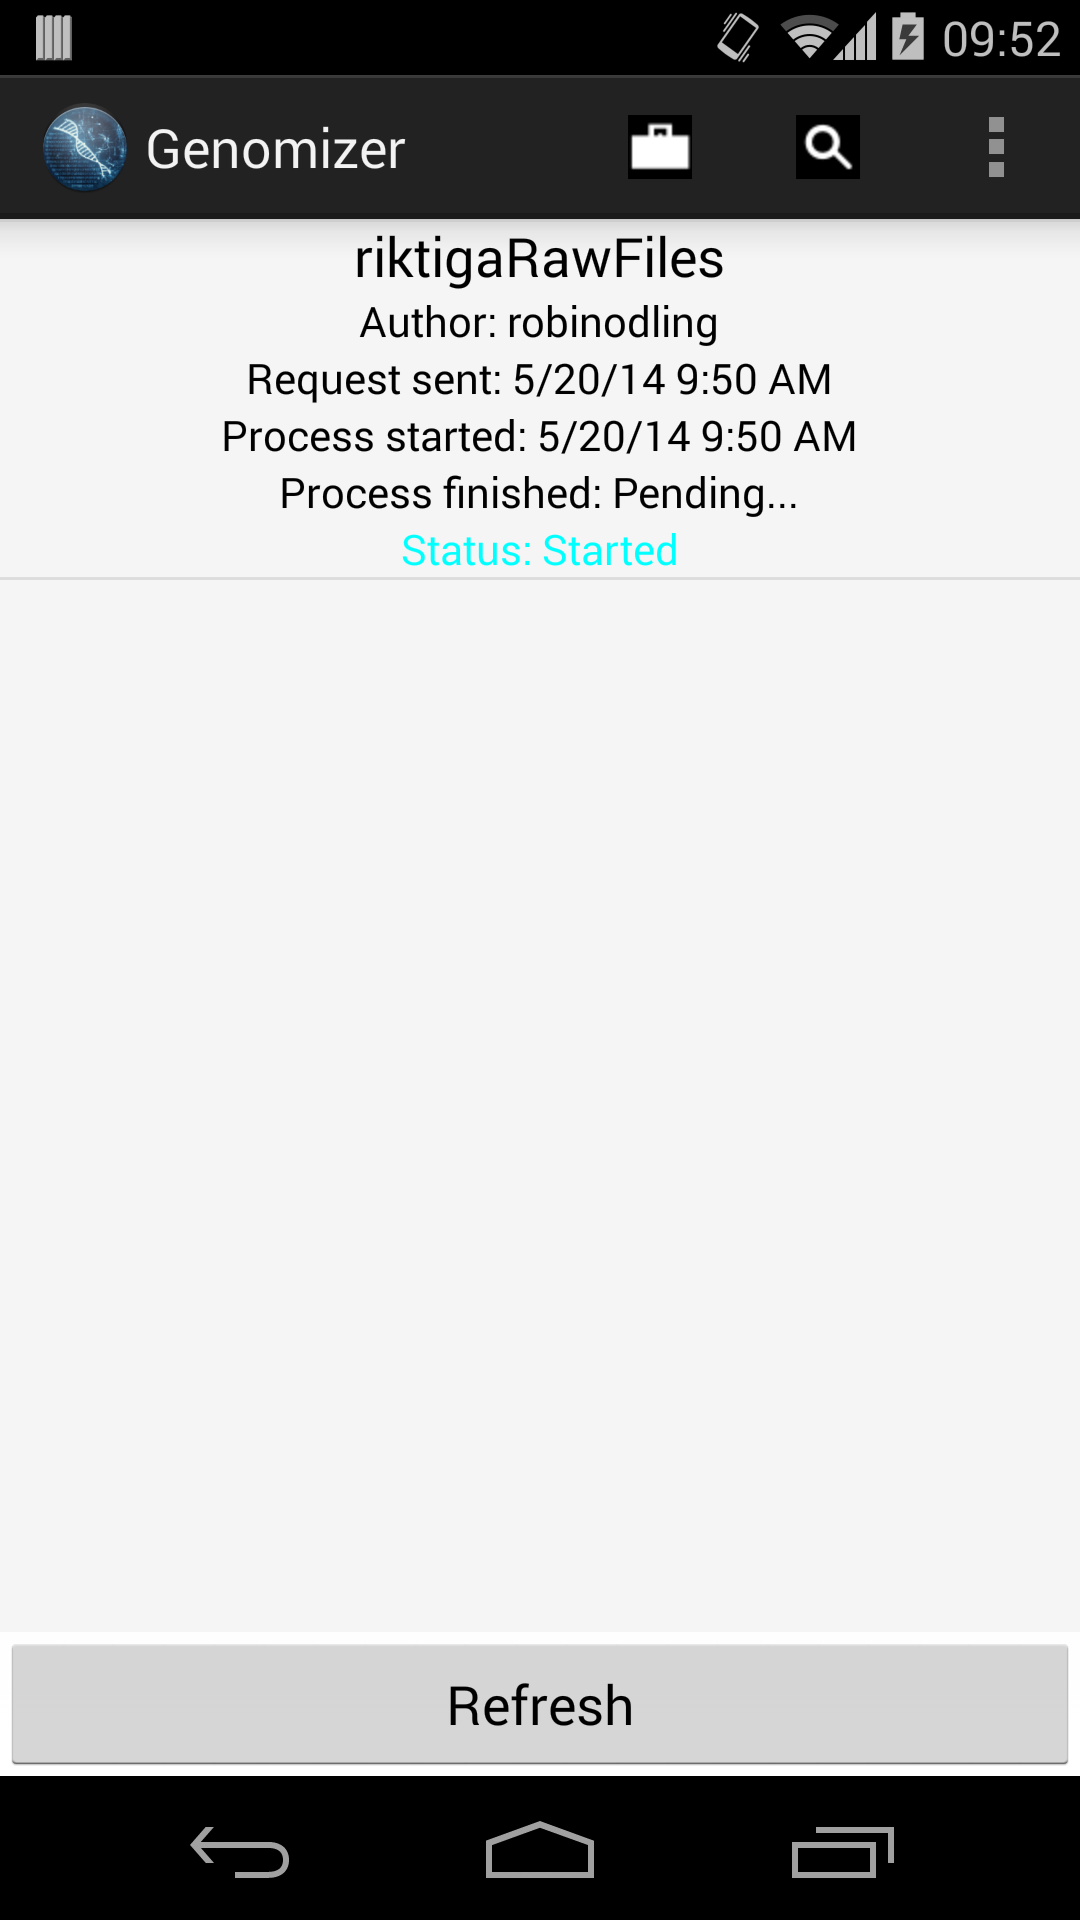 09:52
Genomizer
riktigaRawFiles
Author: robinodling
Request sent: 5/20/14 9:50 AM
Process started: 5/20/14 9:50 AM
Process finished: Pending...
Status: Started
Refresh